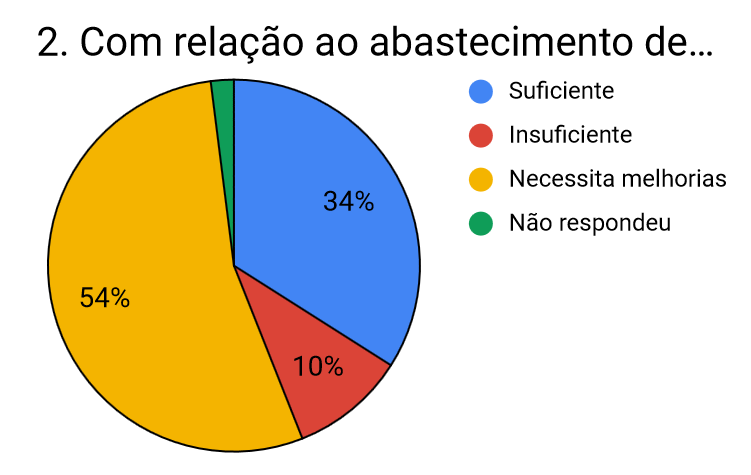 2. Com relação ao abastecimento de...
Suficiente
Insuficiente
Necessita melhorias
Não respondeu
34%
54%
10%